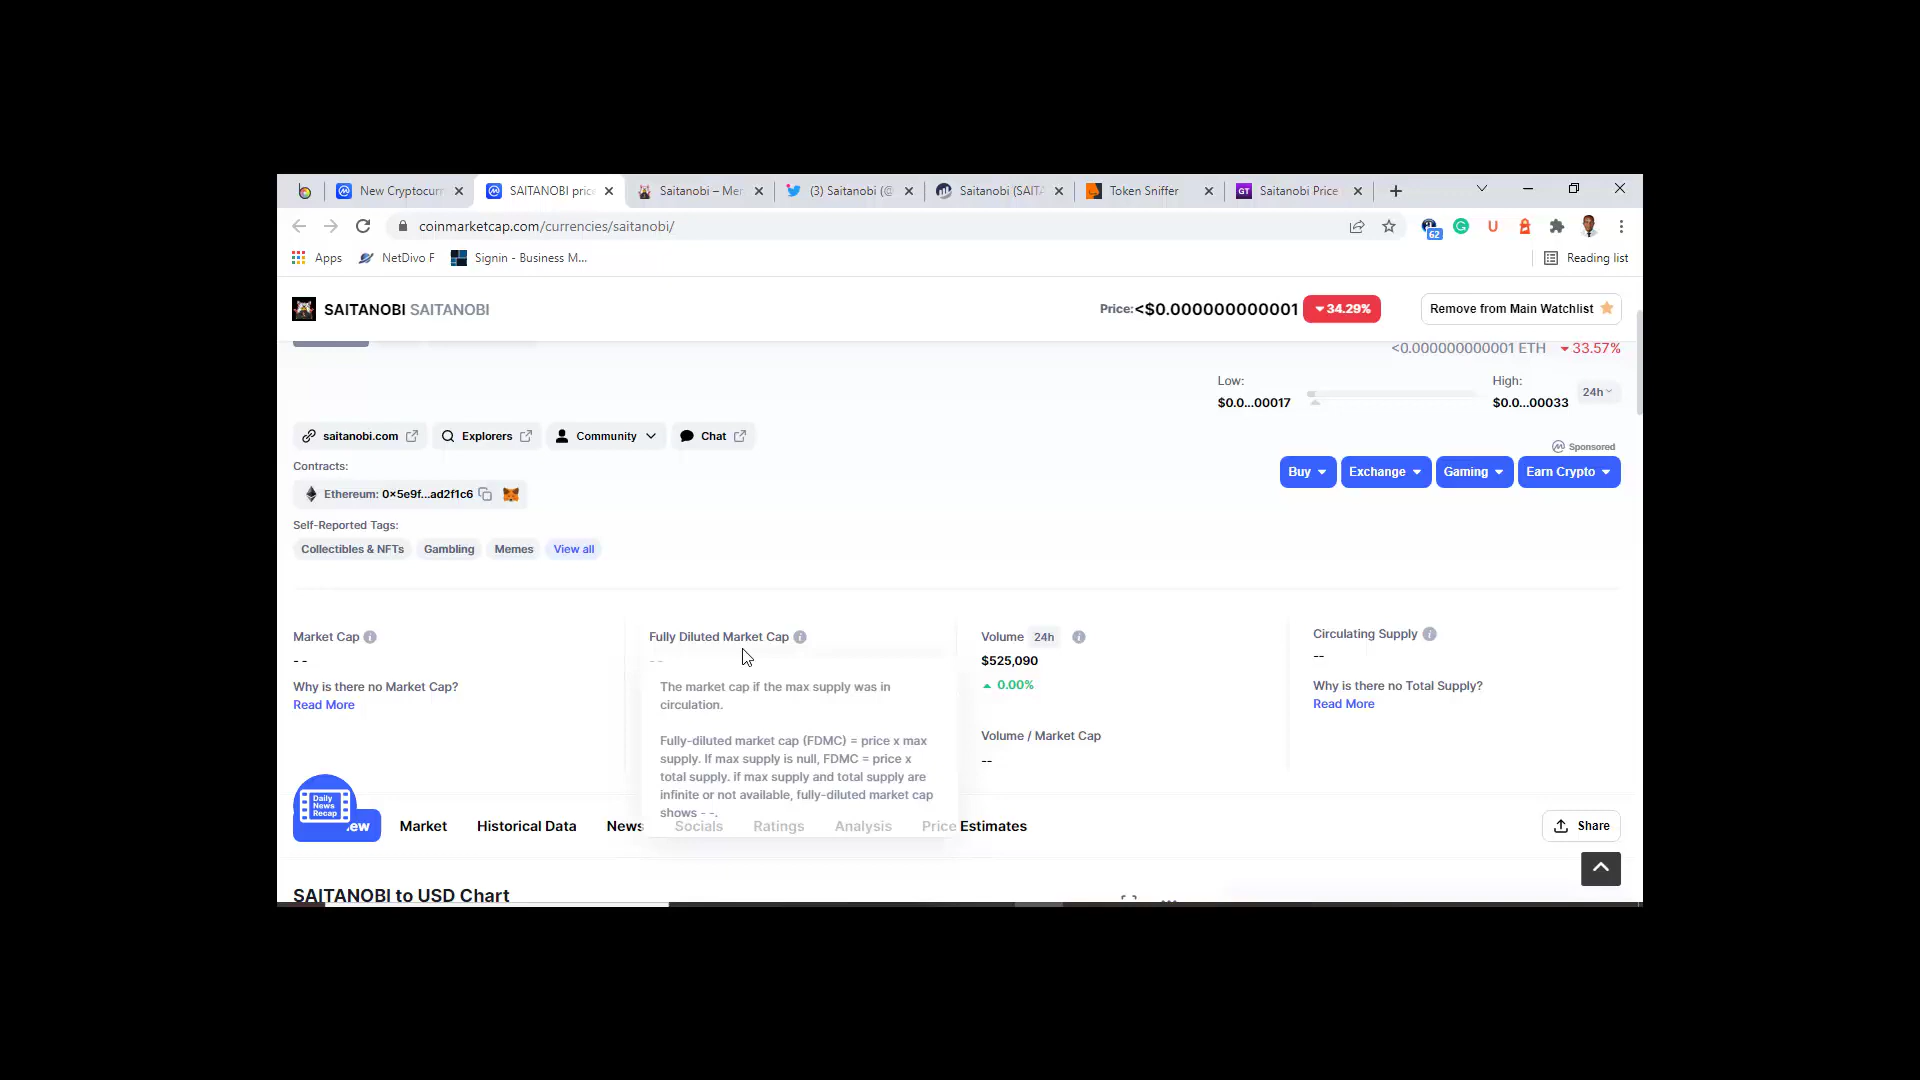 New Cryptocurr
SAITANOBI price
Saitanobi – Mer
(3) Saitanobi (@
Saitanobi (SAITA
Token Sniffer
GT Saitanobi Price
coinmarketcap.com/currencies/saitanobi/
62
U
Apps
NetDivo F
Signin - Business M...
Reading list
SAITANOBI SAITANOBI
Price:<$0.000000000001 34.29%
Remove from Main Watchlist
<0.000000000001 ETH 33.57%
Low:
$0.0...00017
High:
$0.0...00033
24h
saitanobi.com
Explorers
Community
Chat
Sponsored
Contracts:
Buy
Exchange
Gaming
Earn Crypto
Ethereum: 0x5e9f...ad2f1c6
Self-Reported Tags:
Collectibles & NFTs
Gambling
Memes
View all
Market Cap
- -
Why is there no Market Cap?
Read More
Fully Diluted Market Cap
- -
The market cap if the max supply was in
circulation.
Fully-diluted market cap (FDMC) = price x max
supply. If max supply is null, FDMC = price x
total supply. if max supply and total supply are
infinite or not available, fully-diluted market cap
shows - -.
Volume 24h
$525,090
0.00%
Volume / Market Cap
--
Circulating Supply
--
Why is there no Total Supply?
Read More
Daily
News
Recap
ew
Market
Historical Data
News
Socials
Ratings
Analysis
Price Estimates
Share
SAITANOBI to USD Chart